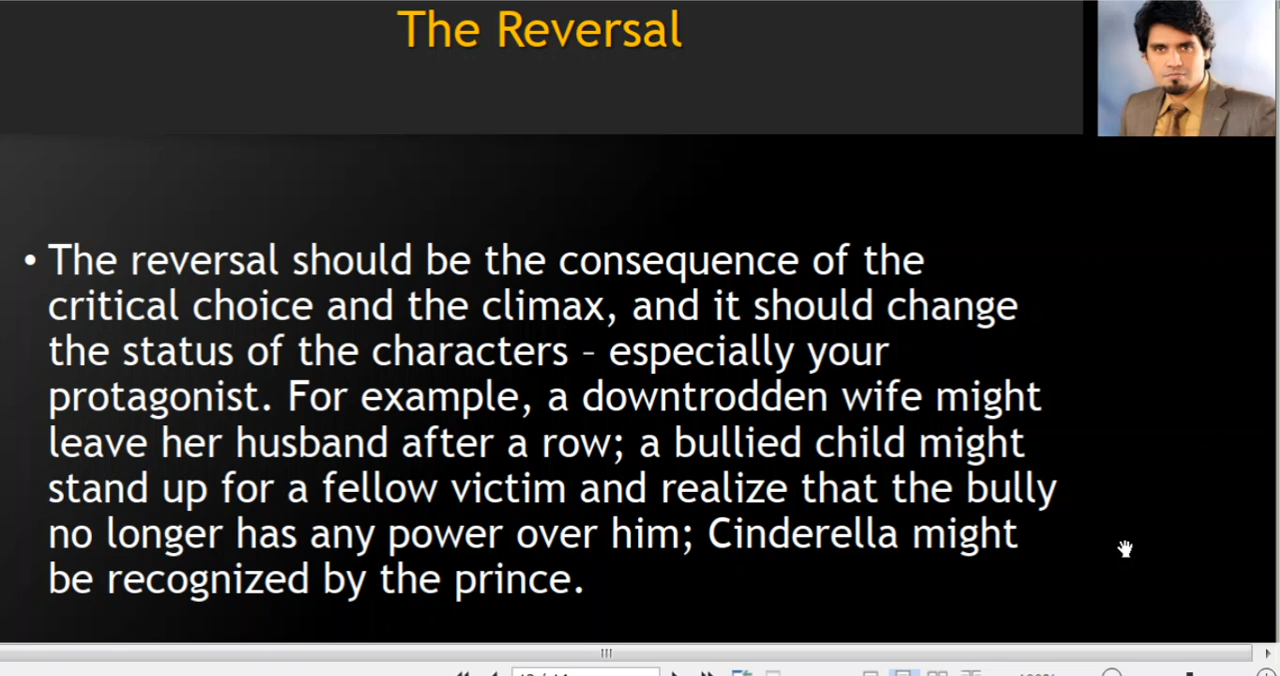 The Reversal
• The reversal should be the consequence of the
critical choice and the climax, and it should change
the status of the characters – especially your
protagonist. For example, a downtrodden wife might
leave her husband after a row; a bullied child might
stand up for a fellow victim and realize that the bully
no longer has any power over him; Cinderella might
be recognized by the prince.